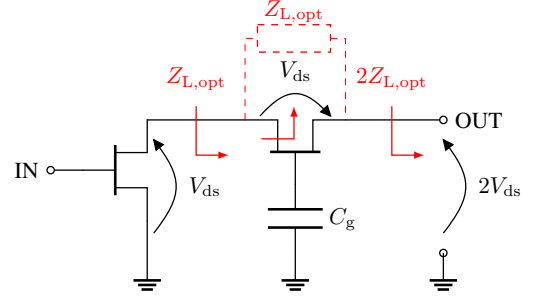 Z_L,opt
Z_L,opt
V_ds
2Z_L,opt
IN
V_ds
OUT
C_g
2V_ds